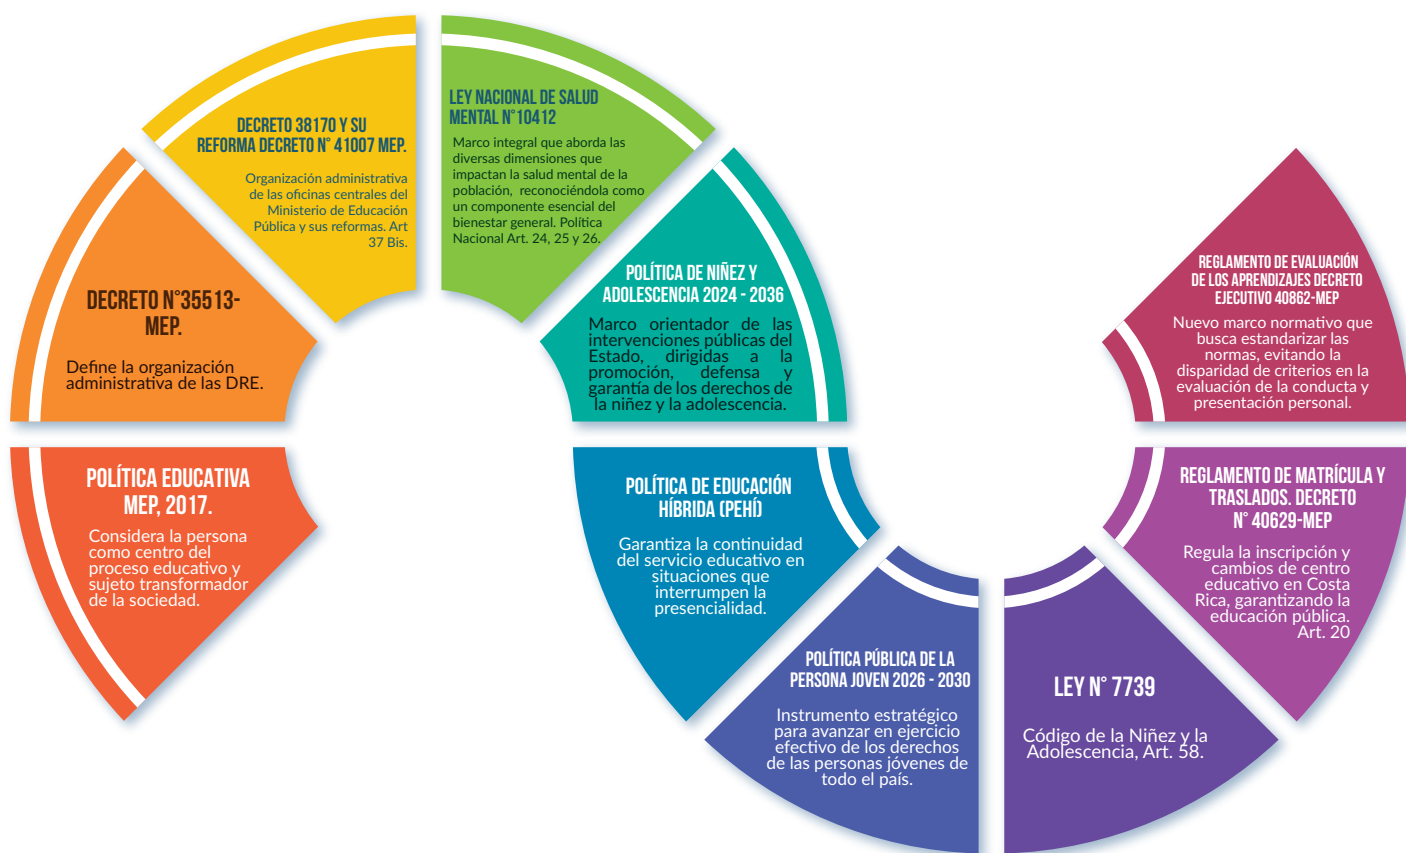 POLÍTICA EDUCATIVA
MEP, 2017.
Considera la persona
como centro del
proceso educativo y
sujeto transformador
de la sociedad.
DECRETO N°35513-
MEP.
Define la organización
administrativa de las DRE.
DECRETO 38170 Y SU
REFORMA DECRETO N° 41007 MEP.
Organización administrativa
de las oficinas centrales del
Ministerio de Educación
Pública y sus reformas. Art
37 Bis.
LEY NACIONAL DE SALUD
MENTAL N°10412
Marco integral que aborda las
diversas dimensiones que
impactan la salud mental de la
población, reconociéndola como
un componente esencial del
bienestar general. Política
Nacional Art. 24, 25 y 26.
POLÍTICA DE NIÑEZ Y
ADOLESCENCIA 2024 - 2036
Marco orientador de las
intervenciones públicas del
Estado, dirigidas a la
promoción, defensa y
garantía de los derechos de
la niñez y la adolescencia.
POLÍTICA DE EDUCACIÓN
HÍBRIDA (PEHÍ)
Garantiza la continuidad
del servicio educativo en
situaciones que
interrumpen la
presencialidad.
POLÍTICA PÚBLICA DE LA
PERSONA JOVEN 2026 - 2030
Instrumento estratégico
para avanzar en ejercicio
efectivo de los derechos
de las personas jóvenes de
todo el país.
LEY N° 7739
Código de la Niñez y la
Adolescencia, Art. 58.
REGLAMENTO DE MATRÍCULA Y
TRASLADOS. DECRETO
N° 40629-MEP
Regula la inscripción y
cambios de centro
educativo en Costa
Rica, garantizando la
educación pública.
Art. 20
REGLAMENTO DE EVALUACIÓN
DE LOS APRENDIZAJES DECRETO
EJECUTIVO 40862-MEP
Nuevo marco normativo que
busca estandarizar las
normas, evitando la
disparidad de criterios en la
evaluación de la conducta y
presentación personal.